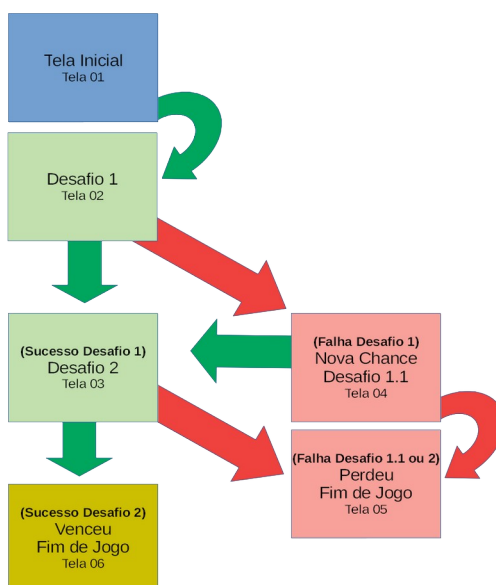 Tela Inicial
Tela 01
Desafio 1
Tela 02
(Sucesso Desafio 1)
Desafio 2
Tela 03
(Falha Desafio 1)
Nova Chance
Desafio 1.1
Tela 04
(Falha Desafio 1.1 ou 2)
Perdeu
Fim de Jogo
Tela 05
(Sucesso Desafio 2)
Venceu
Fim de Jogo
Tela 06